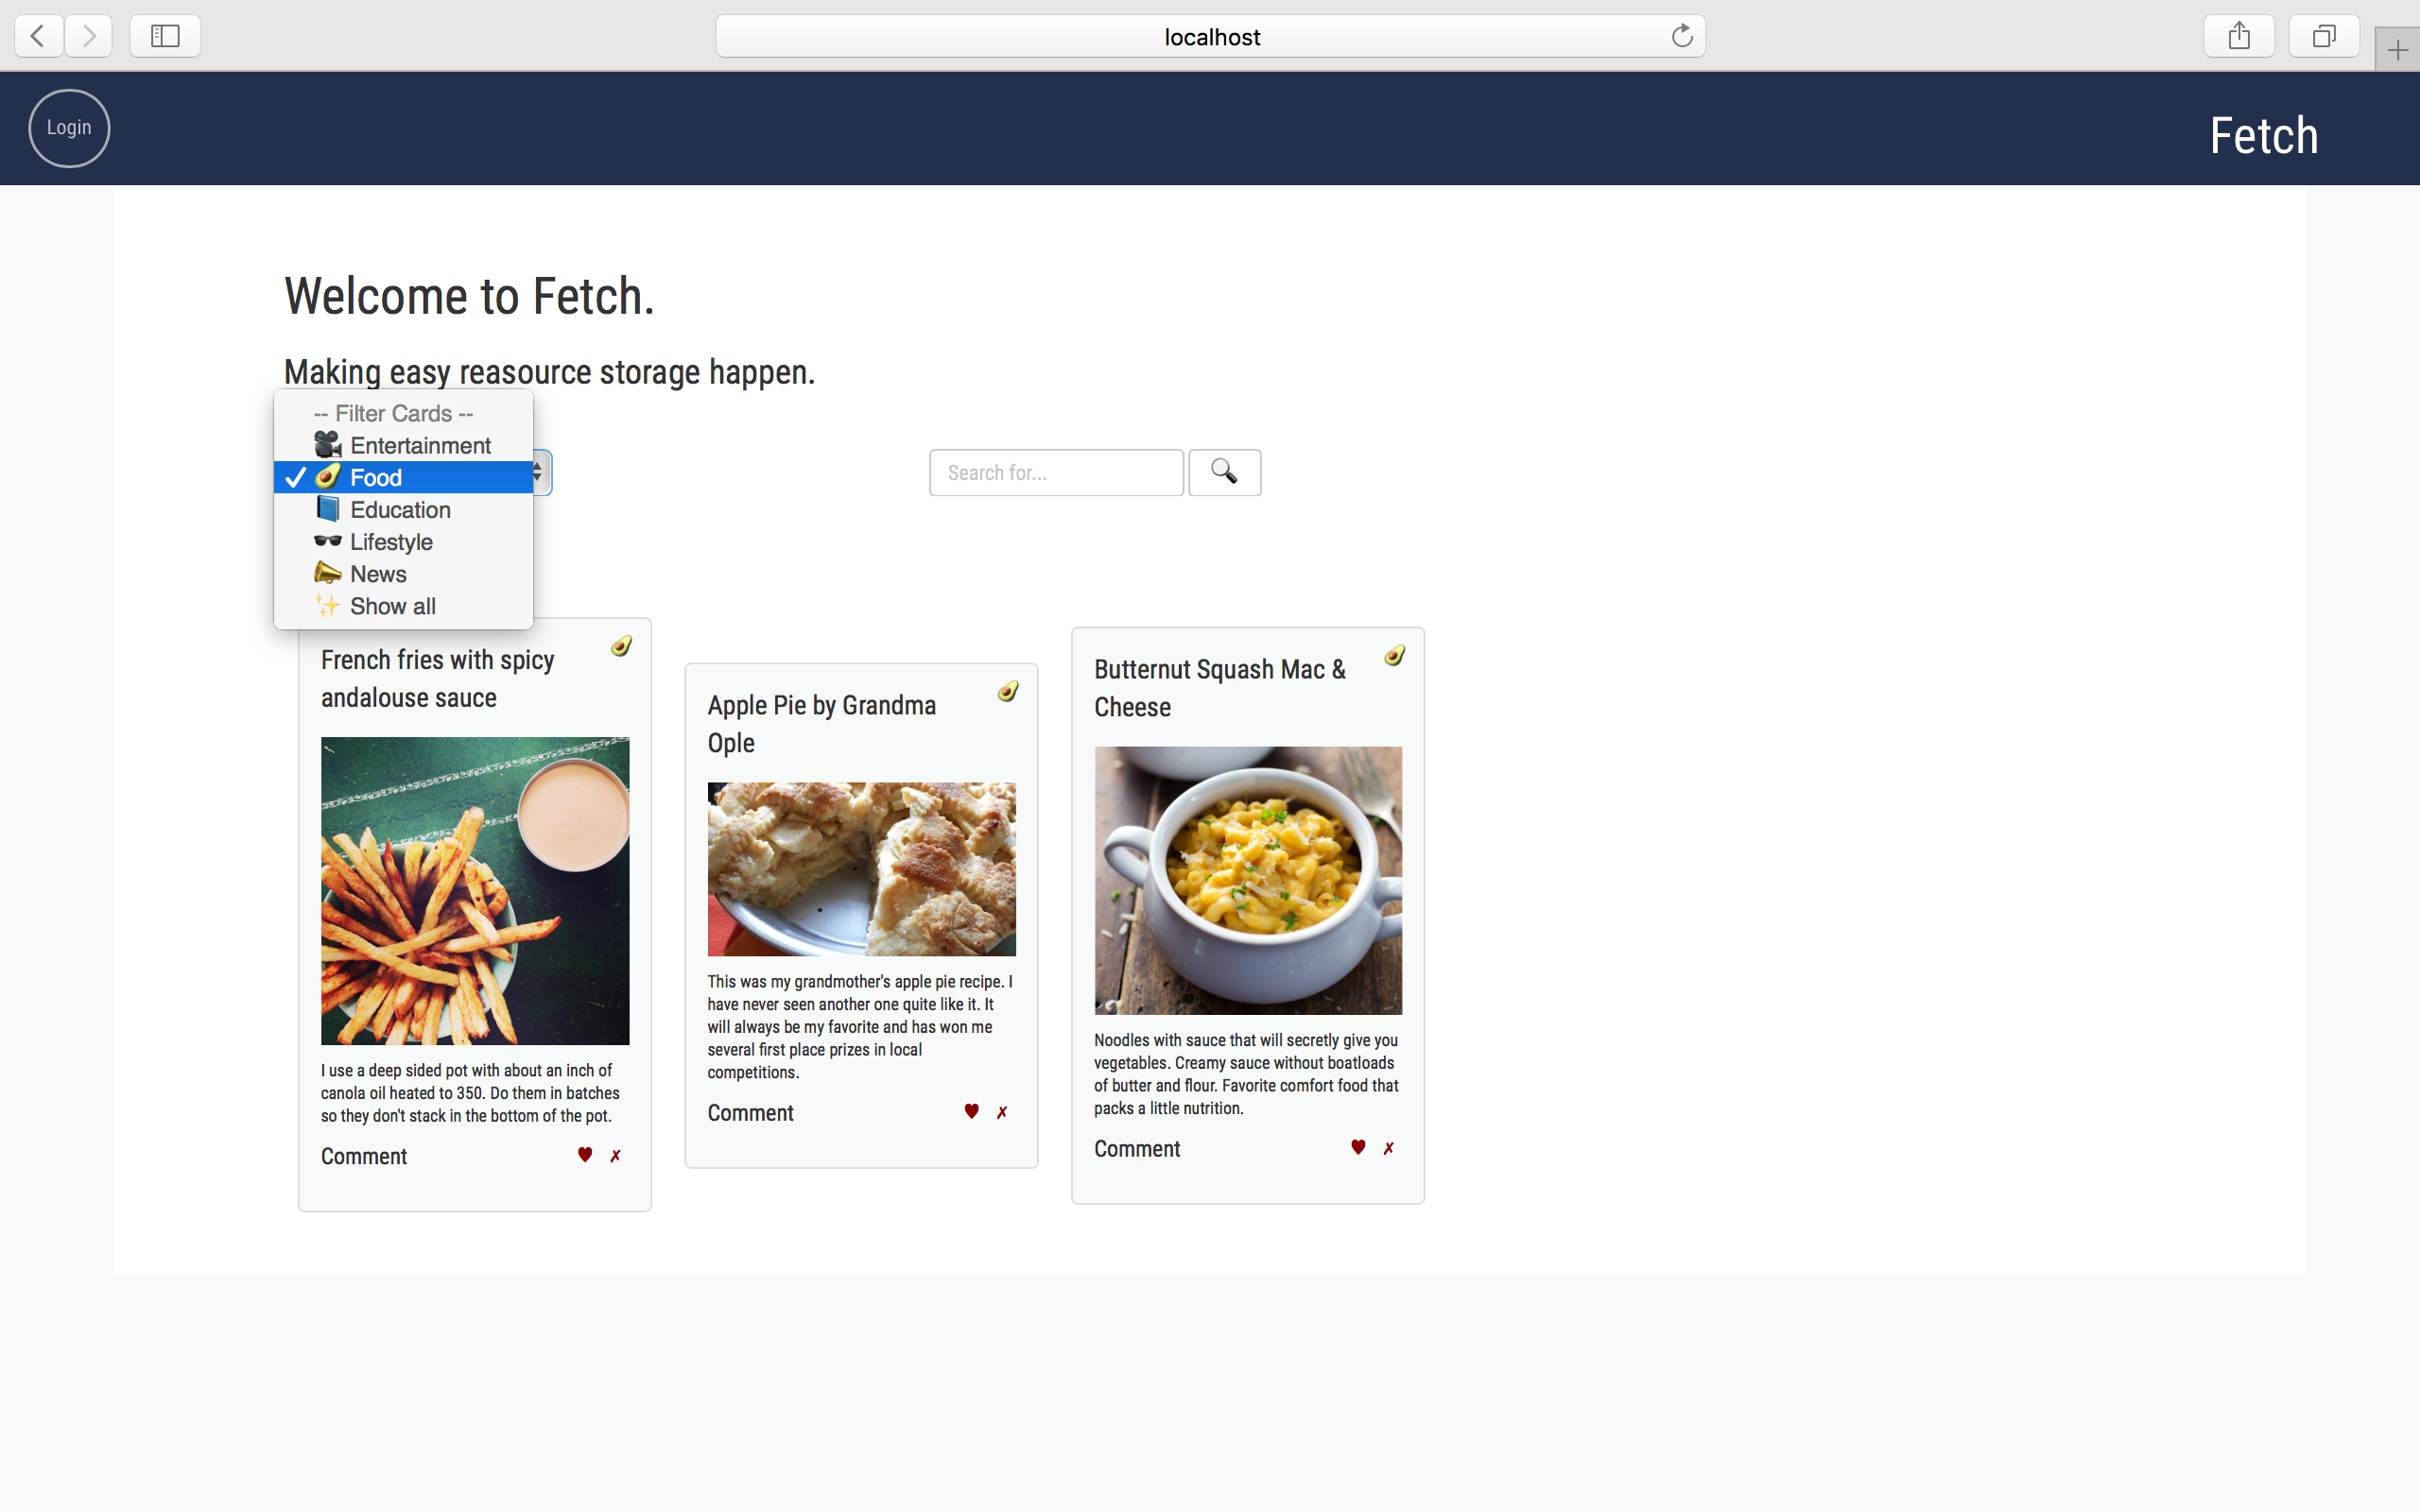 localhost
Login
Fetch
Welcome to Fetch.
Making easy reasource storage happen.
-- Filter Cards --
Entertainment
Food
Education
Lifestyle
News
Show all
Search for...
French fries with spicy
andalouse sauce
I use a deep sided pot with about an inch of
canola oil heated to 350. Do them in batches
so they don't stack in the bottom of the pot.
Comment
Apple Pie by Grandma
Ople
This was my grandmother's apple pie recipe. I
have never seen another one quite like it. It
will always be my favorite and has won me
several first place prizes in local
competitions.
Comment
Butternut Squash Mac &
Cheese
Noodles with sauce that will secretly give you
vegetables. Creamy sauce without boatloads
of butter and flour. Favorite comfort food that
packs a little nutrition.
Comment